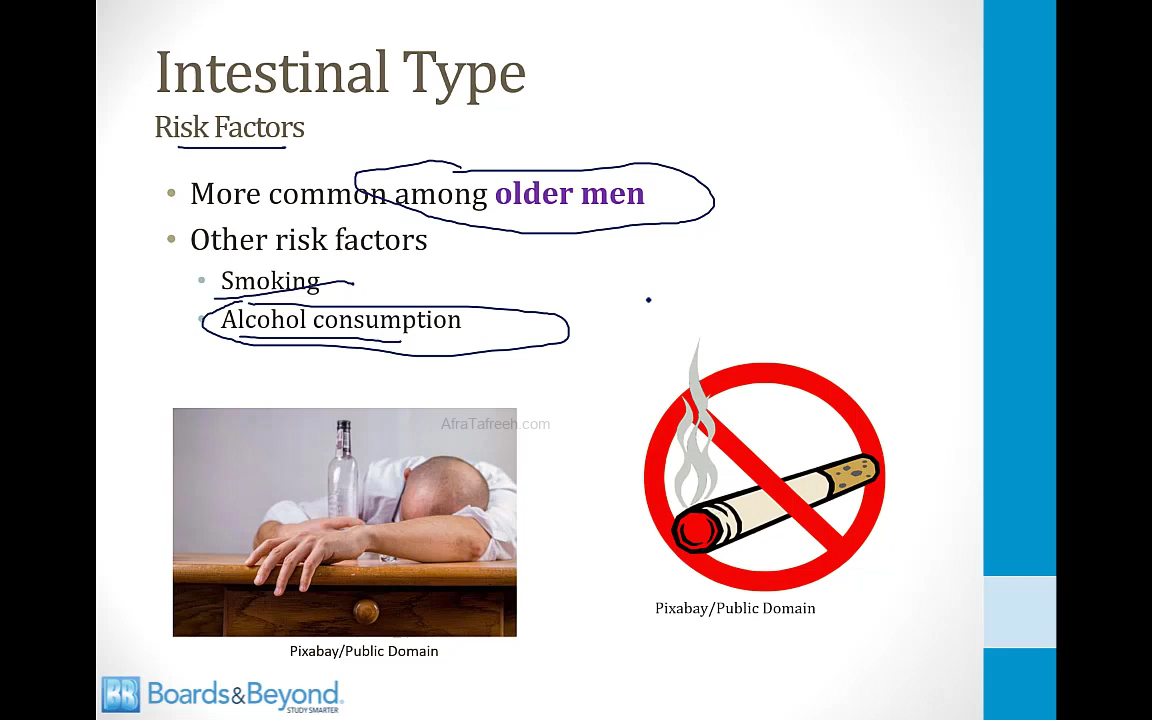 Intestinal Type
Risk Factors
• More common among older men
• Other risk factors
• Smoking
• Alcohol consumption
AfraTafreeh.com
Pixabay/Public Domain
Pixabay/Public Domain
BB Boards&Beyond.
STUDY SMARTER